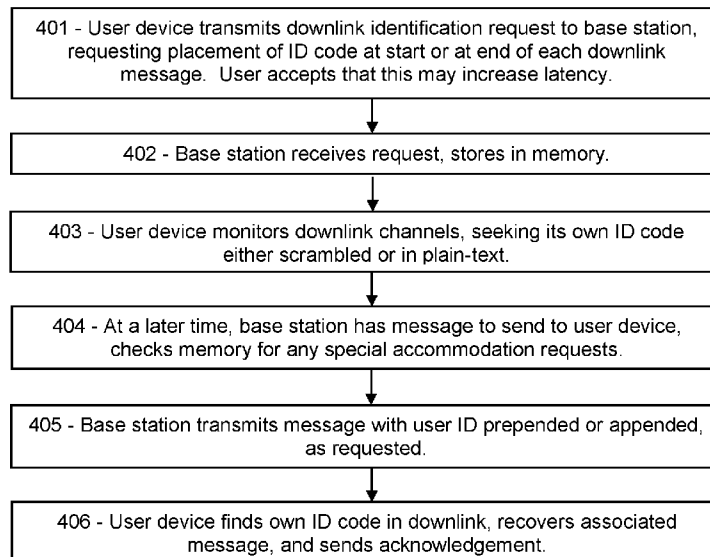 401 - User device transmits downlink identification request to base station,
requesting placement of ID code at start or at end of each downlink
message.  User accepts that this may increase latency.
402 - Base station receives request, stores in memory.
403 - User device monitors downlink channels, seeking its own ID code
either scrambled or in plain-text.
404 - At a later time, base station has message to send to user device,
checks memory for any special accommodation requests.
405 - Base station transmits message with user ID prepended or appended,
as requested.
406 - User device finds own ID code in downlink, recovers associated
message, and sends acknowledgement.